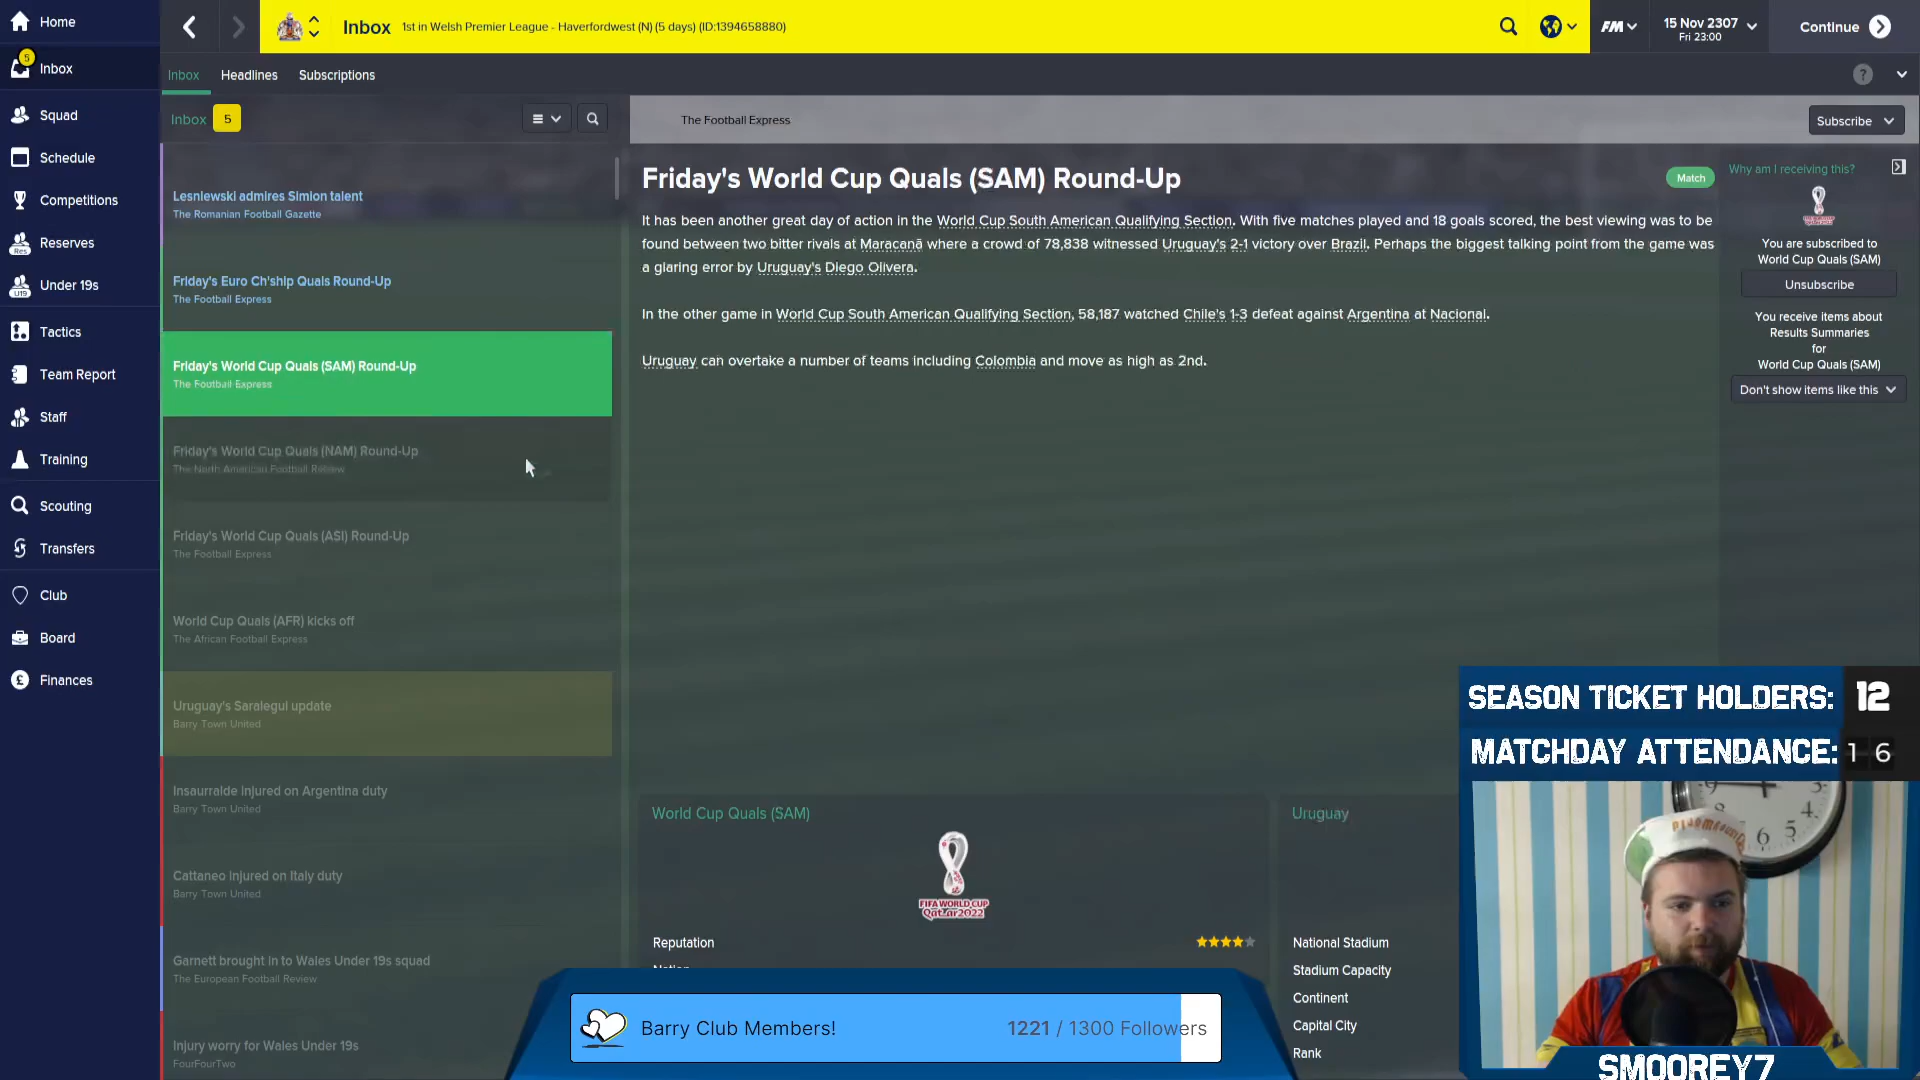 Home
Inbox
1st in Welsh Premier League - Haverfordwest (N) (5 days) (ID:1394658880)
FM
15 Nov 2307
Fri 23:00
Continue
5
Inbox
Squad
Schedule
Competitions
Res
Reserves
U19
Under 19s
Tactics
Team Report
Staff
Training
Scouting
Transfers
Club
Board
Finances
Inbox
Headlines
Subscriptions
?
Inbox
5
Lesniewski admires Simion talent
The Romanian Football Gazette
Friday's Euro Ch'ship Quals Round-Up
The Football Express
Friday's World Cup Quals (SAM) Round-Up
The Football Express
Friday's World Cup Quals (NAM) Round-Up
The North American Football Review
Friday's World Cup Quals (ASI) Round-Up
The Football Express
World Cup Quals (AFR) kicks off
The African Football Express
Uruguay's Saralegui update
Barry Town United
Insaurralde injured on Argentina duty
Barry Town United
Cattaneo injured on Italy duty
Barry Town United
Garnett brought in to Wales Under 19s squad
The European Football Review
Injury worry for Wales Under 19s
FourFourTwo
The Football Express
Subscribe
Friday's World Cup Quals (SAM) Round-Up
Match
It has been another great day of action in the World Cup South American Qualifying Section. With five matches played and 18 goals scored, the best viewing was to be
found between two bitter rivals at Maracanã where a crowd of 78,838 witnessed Uruguay's 2-1 victory over Brazil. Perhaps the biggest talking point from the game was
a glaring error by Uruguay's Diego Olivera.
In the other game in World Cup South American Qualifying Section, 58,187 watched Chile's 1-3 defeat against Argentina at Nacional.
Uruguay can overtake a number of teams including Colombia and move as high as 2nd.
Why am I receiving this?
You are subscribed to
World Cup Quals (SAM)
Unsubscribe
You receive items about
Results Summaries
for
World Cup Quals (SAM)
Don't show items like this
World Cup Quals (SAM)
FIFA WORLD CUP
Qatar2022
Reputation
Uruguay
National Stadium
Stadium Capacity
Continent
Capital City
Rank
SEASON TICKET HOLDERS: 12
MATCHDAY ATTENDANCE: 16
Barry Club Members!
1221 / 1300 Followers
SMOOREY7